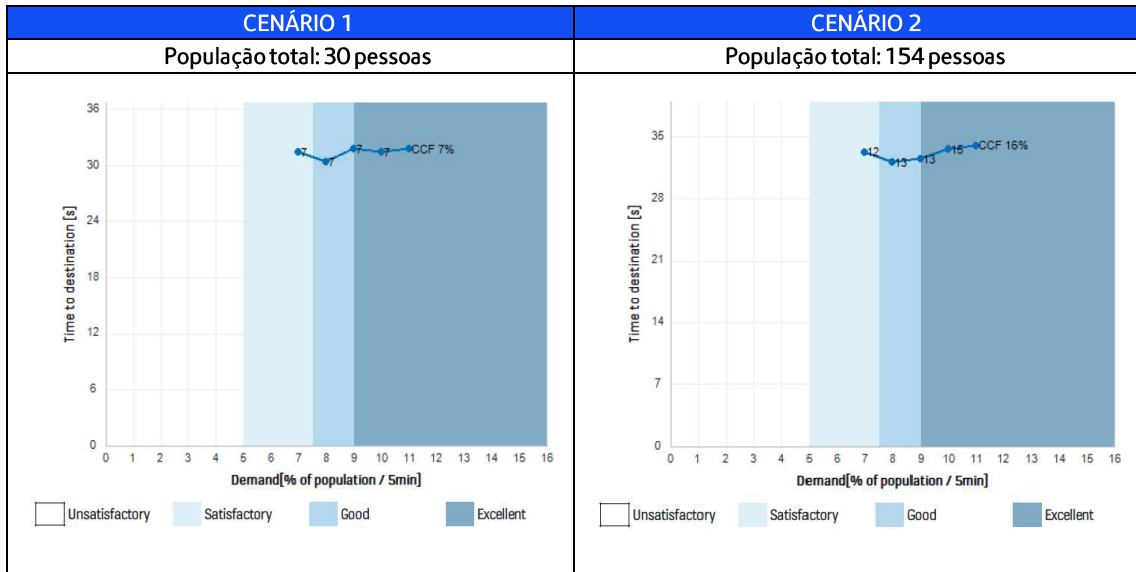 CENÁRIO 1
População total: 30 pessoas
36
30
24
18
12
6
0
Time to destination [s]
7
7
7
7
CCF 7%
0 1 2 3 4 5 6 7 8 9 10 11 12 13 14 15 16
Demand[% of population / 5min]
Unsatisfactory Satisfactory Good Excellent
CENÁRIO 2
População total: 154 pessoas
35
28
21
14
7
0
Time to destination [s]
12
13
13
15
CCF 16%
0 1 2 3 4 5 6 7 8 9 10 11 12 13 14 15 16
Demand[% of population / 5min]
Unsatisfactory Satisfactory Good Excellent